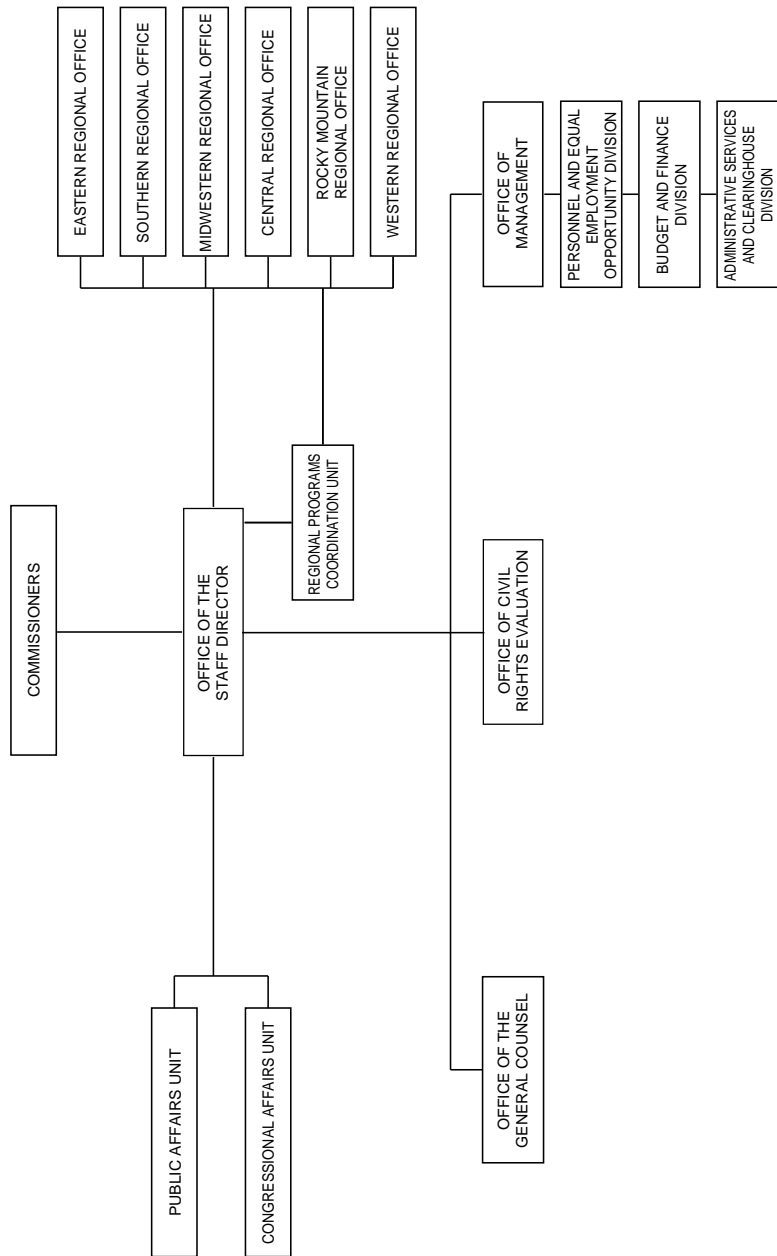 COMMISSIONERS
PUBLIC AFFAIRS UNIT
CONGRESSIONAL AFFAIRS UNIT
OFFICE OF THE
STAFF DIRECTOR
REGIONAL PROGRAMS
COORDINATION UNIT
EASTERN REGIONAL OFFICE
SOUTHERN REGIONAL OFFICE
MIDWESTERN REGIONAL OFFICE
CENTRAL REGIONAL OFFICE
ROCKY MOUNTAIN
REGIONAL OFFICE
WESTERN REGIONAL OFFICE
OFFICE OF THE
GENERAL COUNSEL
OFFICE OF CIVIL
RIGHTS EVALUATION
OFFICE OF
MANAGEMENT
PERSONNEL AND EQUAL
EMPLOYMENT
OPPORTUNITY DIVISION
BUDGET AND FINANCE
DIVISION
ADMINISTRATIVE SERVICES
AND CLEARINGHOUSE
DIVISION